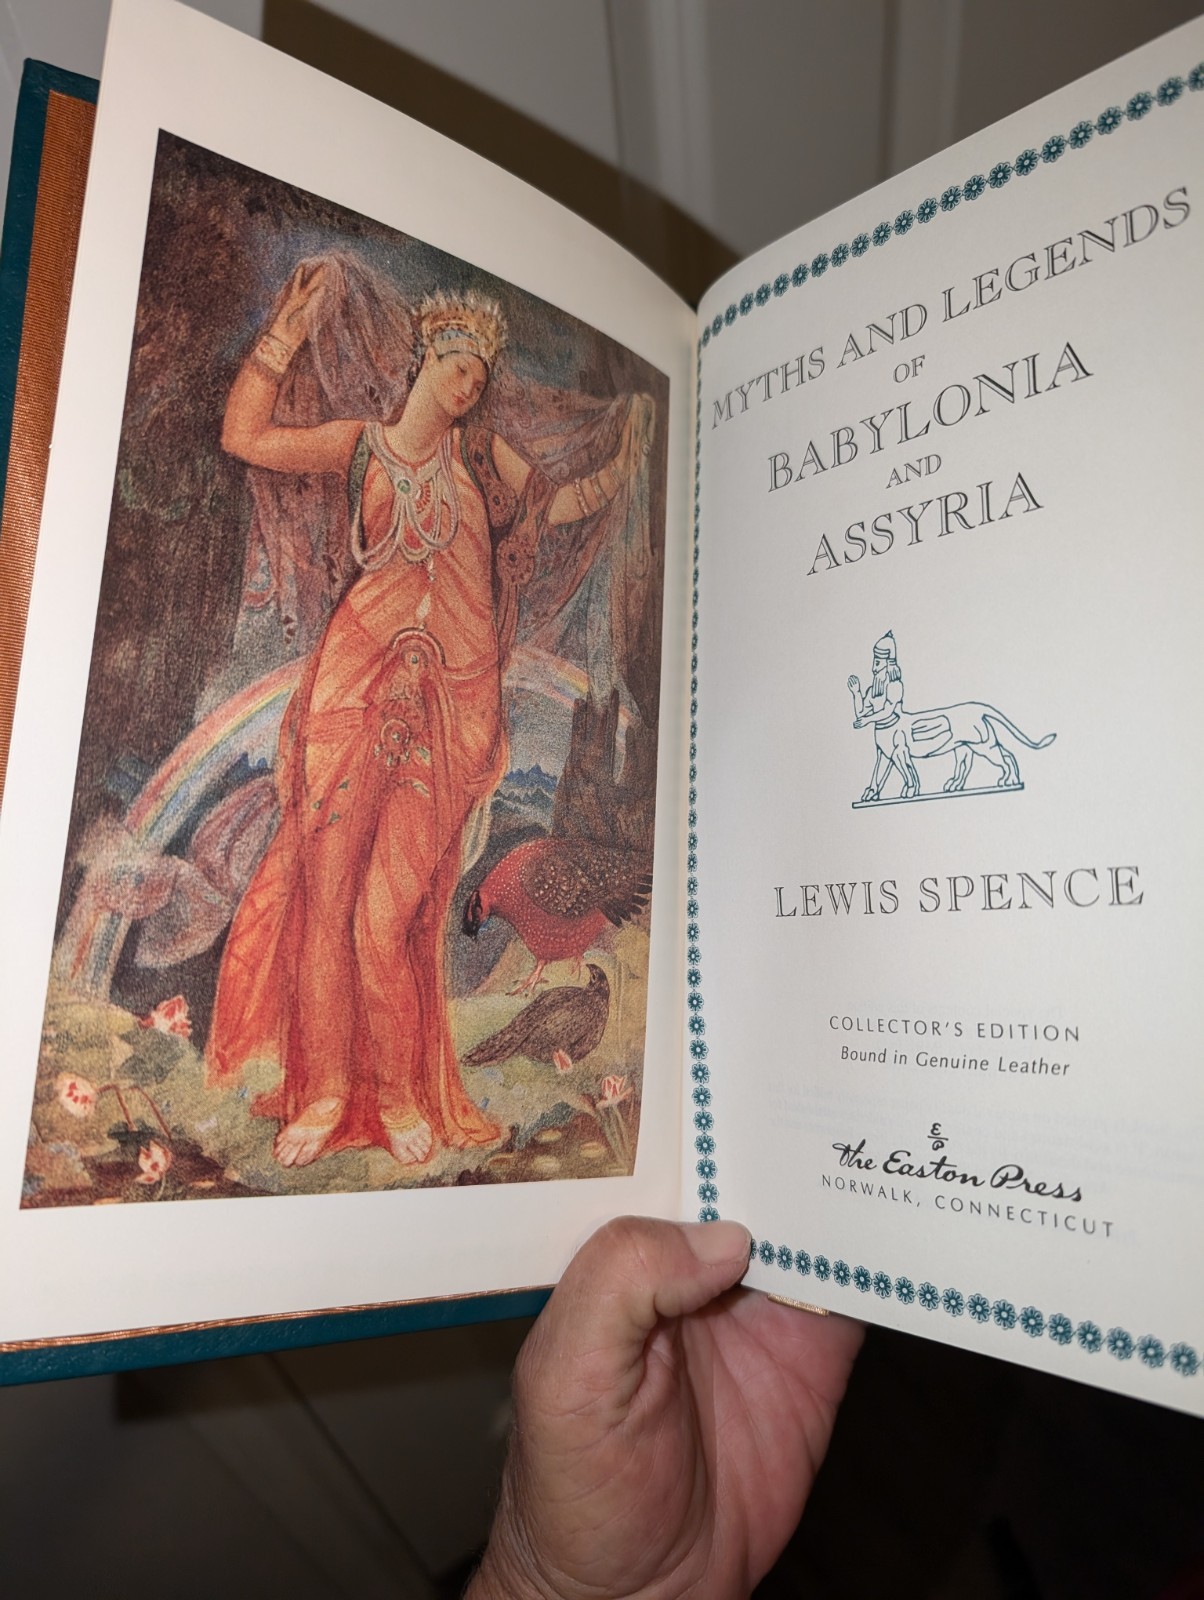 MYTHS AND LEGENDS
OF
BABYLONIA
AND
ASSYRIA
LEWIS SPENCE
COLLECTOR'S EDITION
Bound in Genuine Leather
E
P
The Easton Press
NORWALK, CONNECTICUT